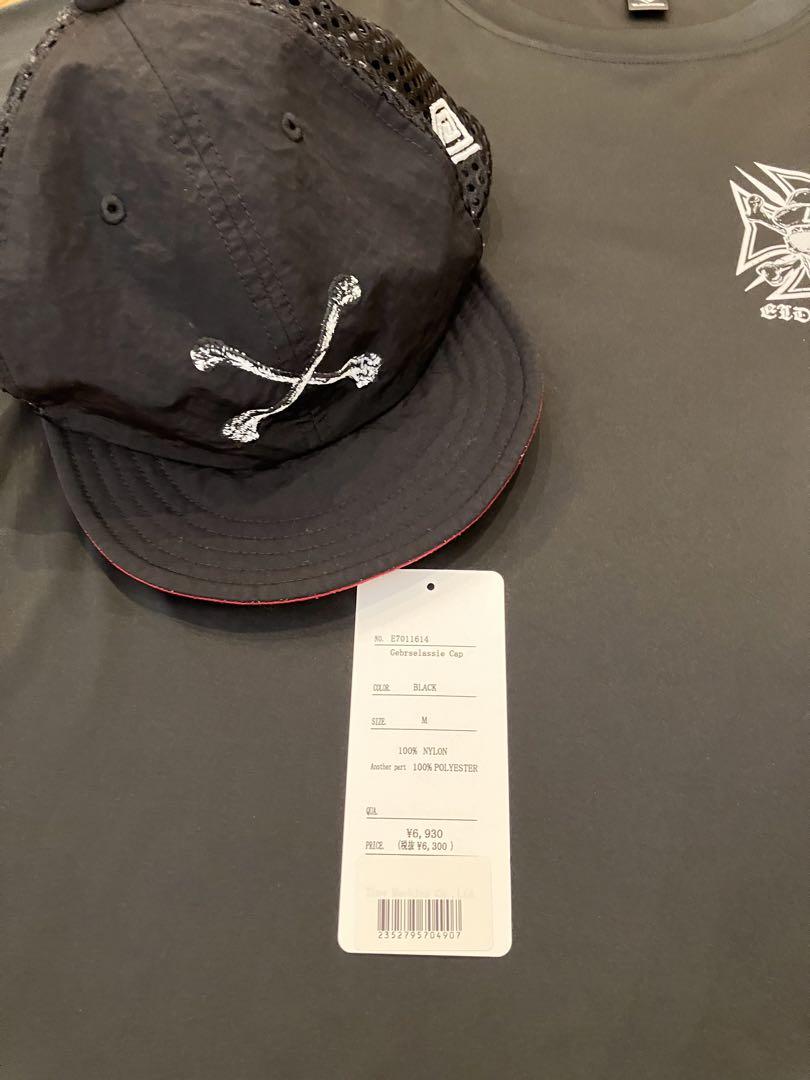 ELD
NO. E7011614
Gebrselassie Cap
COLOR. BLACK
SIZE. M
100% NYLON
Another part 100% POLYESTER
QUA.
¥6,930
PRICE. (税抜 ¥6,300 )
2352795704907